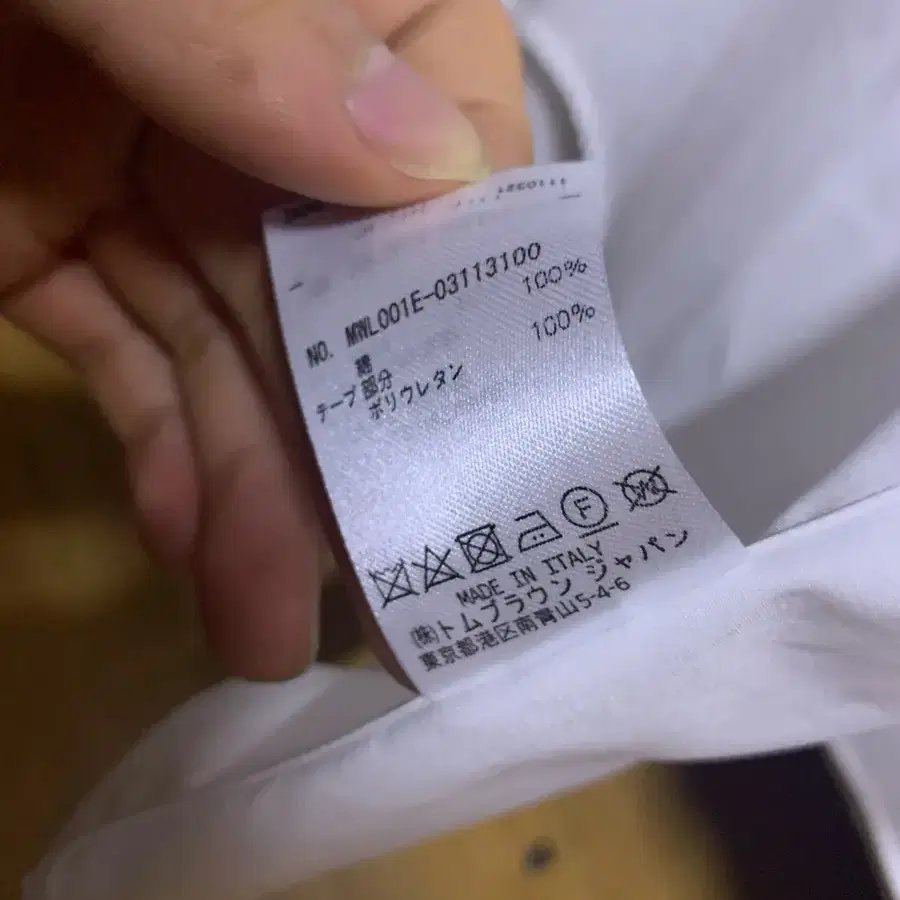 NO. MWL001E-03113100
綿 100%
テープ部分
ポリウレタン 100%
F
MADE IN ITALY
㈱トムブラウン ジャパン
東京都港区南青山5-4-6